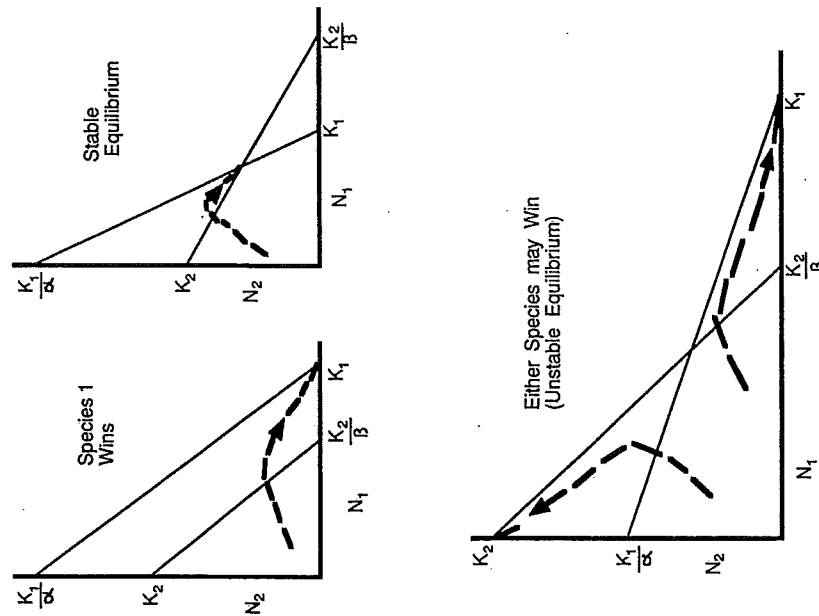 K₁
α
K₂
N₂
Species 1
Wins
N₁
K₂
β
K₁
K₁
α
K₂
N₂
Stable
Equilibrium
N₁
K₁
K₂
β
K₂
K₁
α
N₂
Either Species may Win
(Unstable Equilibrium)
N₁
K₂
β
K₁